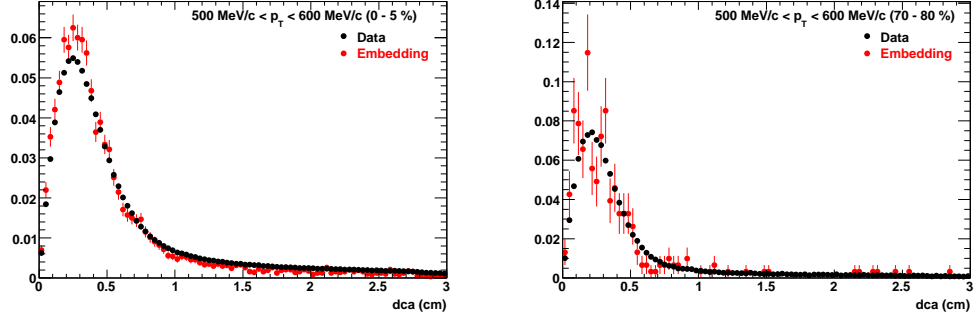 500 MeV/c < p_T < 600 MeV/c (0 - 5 %)
Data
Embedding
0.06
0.05
0.04
0.03
0.02
0.01
0
0 0.5 1 1.5 2 2.5 3
dca (cm)
500 MeV/c < p_T < 600 MeV/c (70 - 80 %)
Data
Embedding
0.14
0.12
0.1
0.08
0.06
0.04
0.02
0
0 0.5 1 1.5 2 2.5 3
dca (cm)